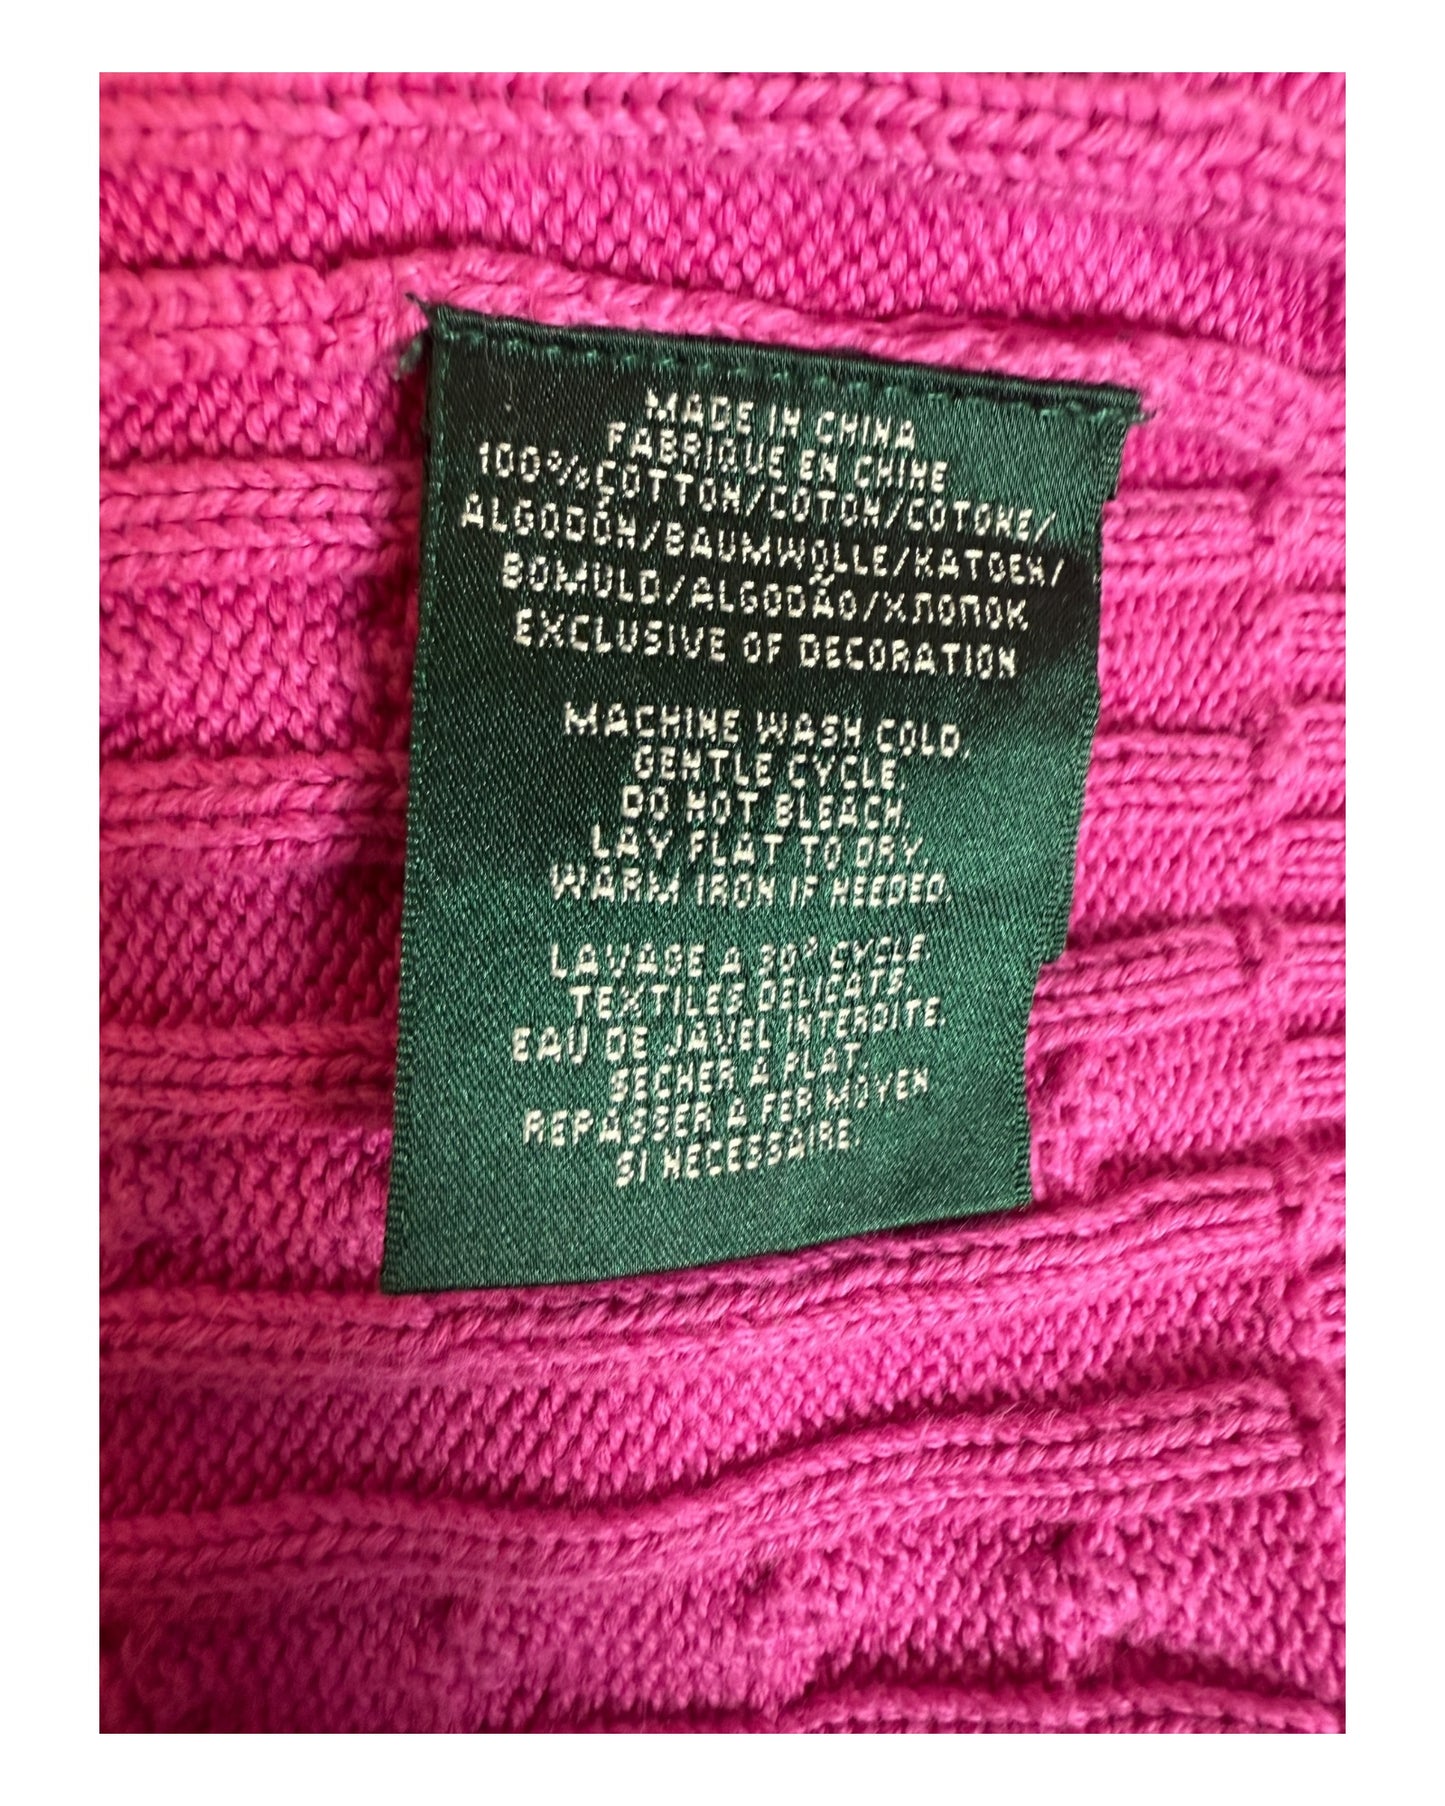 MADE IN CHINA
FABRIQUE EN CHINE
100% COTTON/COTON/COTONE/
ALGODÓN/BAUMWOLLE/KATOEN/
BOMULD/ALGODÃO/ХЛОПОК
EXCLUSIVE OF DECORATION
MACHINE WASH COLD,
GENTLE CYCLE,
DO NOT BLEACH,
LAY FLAT TO DRY,
WARM IRON IF NEEDED.
LAVAGE A 30° CYCLE
TEXTILES DELICATS,
EAU DE JAVEL INTERDITE.
SECHER A PLAT
REPASSER A FER MOYEN
SI NECESSAIRE.